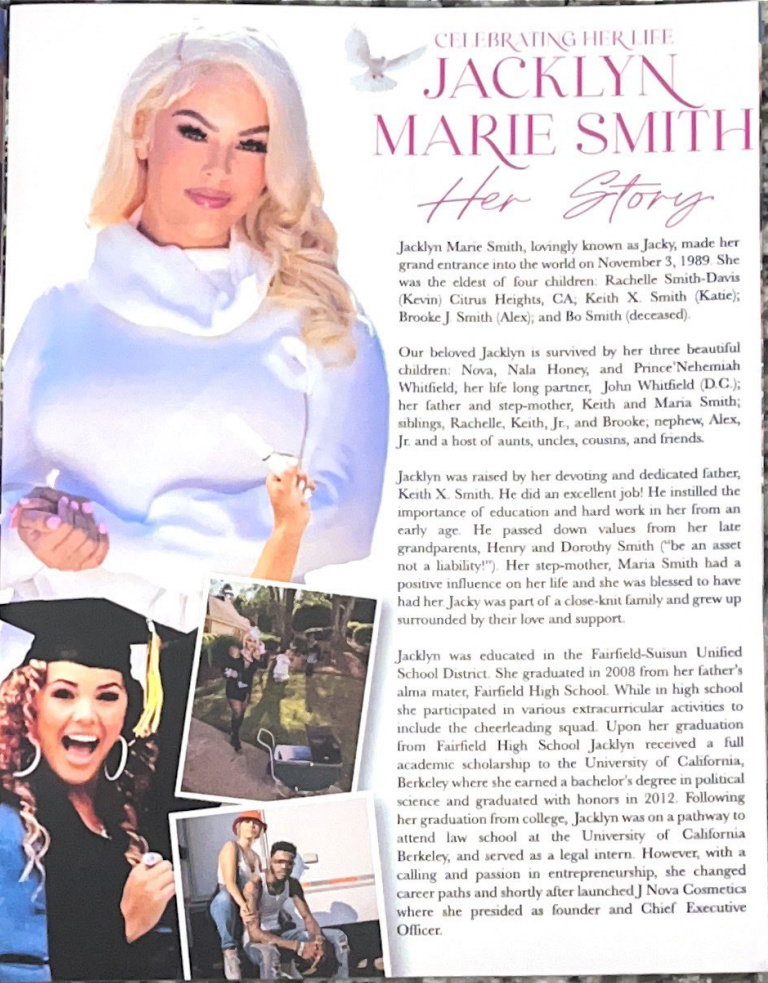 CELEBRATING HER LIFE
JACKLYN
MARIE SMITH
Her Story
Jacklyn Marie Smith, lovingly known as Jacky, made her
grand entrance into the world on November 3, 1989. She
was the eldest of four children: Rachelle Smith-Davis
(Kevin) Citrus Heights, CA; Keith X. Smith (Katie);
Brooke J. Smith (Alex); and Bo Smith (deceased).
Our beloved Jacklyn is survived by her three beautiful
children: Nova, Nala Honey, and Prince'Nehemiah
Whitfield; her life long partner, John Whitfield (D.C.);
her father and step-mother, Keith and Maria Smith;
siblings, Rachelle, Keith, Jr., and Brooke; nephew, Alex,
Jr. and a host of aunts, uncles, cousins, and friends.
Jacklyn was raised by her devoting and dedicated father,
Keith X. Smith. He did an excellent job! He instilled the
importance of education and hard work in her from an
early age. He passed down values from her late
grandparents, Henry and Dorothy Smith ("be an asset
not a liability!"). Her step-mother, Maria Smith had a
positive influence on her life and she was blessed to have
had her. Jacky was part of a close-knit family and grew up
surrounded by their love and support.
Jacklyn was educated in the Fairfield-Suisun Unified
School District. She graduated in 2008 from her father's
alma mater, Fairfield High School. While in high school
she participated in various extracurricular activities to
include the cheerleading squad. Upon her graduation
from Fairfield High School Jacklyn received a full
academic scholarship to the University of California,
Berkeley where she earned a bachelor's degree in political
science and graduated with honors in 2012. Following
her graduation from college, Jacklyn was on a pathway to
attend law school at the University of California
Berkeley, and served as a legal intern. However, with a
calling and passion in entrepreneurship, she changed
career paths and shortly after launched J Nova Cosmetics
where she presided as founder and Chief Executive
Officer.